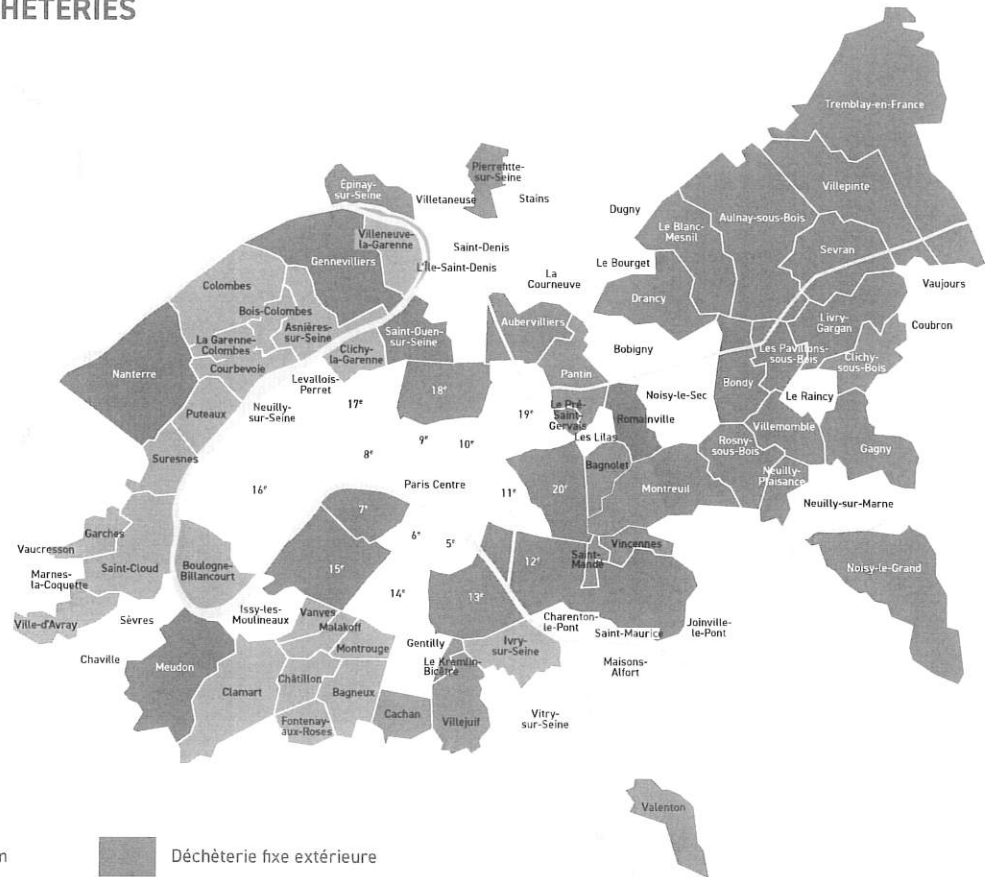 HÈTERIES
Tremblay-en-France
Pierrefitte-
sur-Seine
Épinay-
sur-Seine
Villetaneuse
Stains
Villepinte
Dugny
Aulnay-sous-Bois
Le Blanc-
Mesnil
Villeneuve-
la-Garenne
Saint-Denis
Sevran
Gennevilliers
L'Île-Saint-Denis
Le Bourget
La
Courneuve
Vaujours
Colombes
Drancy
Bois-Colombes
Aubervilliers
Livry-
Gargan
Coubron
Asnières-
sur-Seine
Saint-Ouen-
sur-Seine
La Garenne-
Colombes
Clichy-
la-Garenne
Bobigny
Les Pavillons-
sous-Bois
Clichy-
sous-Bois
Courbevoie
Nanterre
Levallois-
Perret
Pantin
Bondy
18e
Noisy-le-Sec
Le Raincy
17e
Puteaux
Neuilly-
sur-Seine
19e
Le Pré-
Saint-
Gervais
Romainville
Villemomble
Les Lilas
9e
10e
Rosny-
sous-Bois
Gagny
8e
Suresnes
Bagnolet
Neuilly-
Plaisance
16e
Paris Centre
11e
20e
Montreuil
Neuilly-sur-Marne
7e
Garches
6e
5e
Vincennes
Vaucresson
Saint-
Mandé
Saint-Cloud
Boulogne-
Billancourt
15e
12e
Noisy-le-Grand
Marnes-
la-Coquette
14e
13e
Ville-d'Avray
Sèvres
Issy-les-
Moulineaux
Vanves
Charenton-
le-Pont
Joinville-
le-Pont
Malakoff
Saint-Maurice
Gentilly
Ivry-
sur-Seine
Chaville
Meudon
Montrouge
Le Kremlin-
Bicêtre
Maisons-
Alfort
Châtillon
Clamart
Bagneux
Cachan
Villejuif
Vitry-
sur-Seine
Fontenay-
aux-Roses
Valenton
m
Déchèterie fixe extérieure